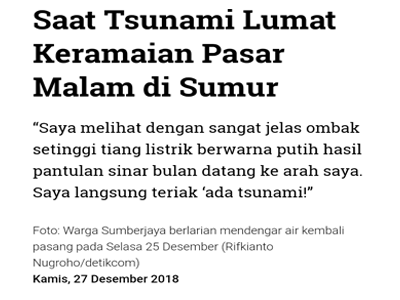 Saat Tsunami Lumat
Keramaian Pasar
Malam di Sumur
“Saya melihat dengan sangat jelas ombak
setinggi tiang listrik berwarna putih hasil
pantulan sinar bulan datang ke arah saya.
Saya langsung teriak ‘ada tsunami!”
Foto: Warga Sumberjaya berlarian mendengar air kembali
pasang pada Selasa 25 Desember (Rifkianto
Nugroho/detikcom)
Kamis, 27 Desember 2018